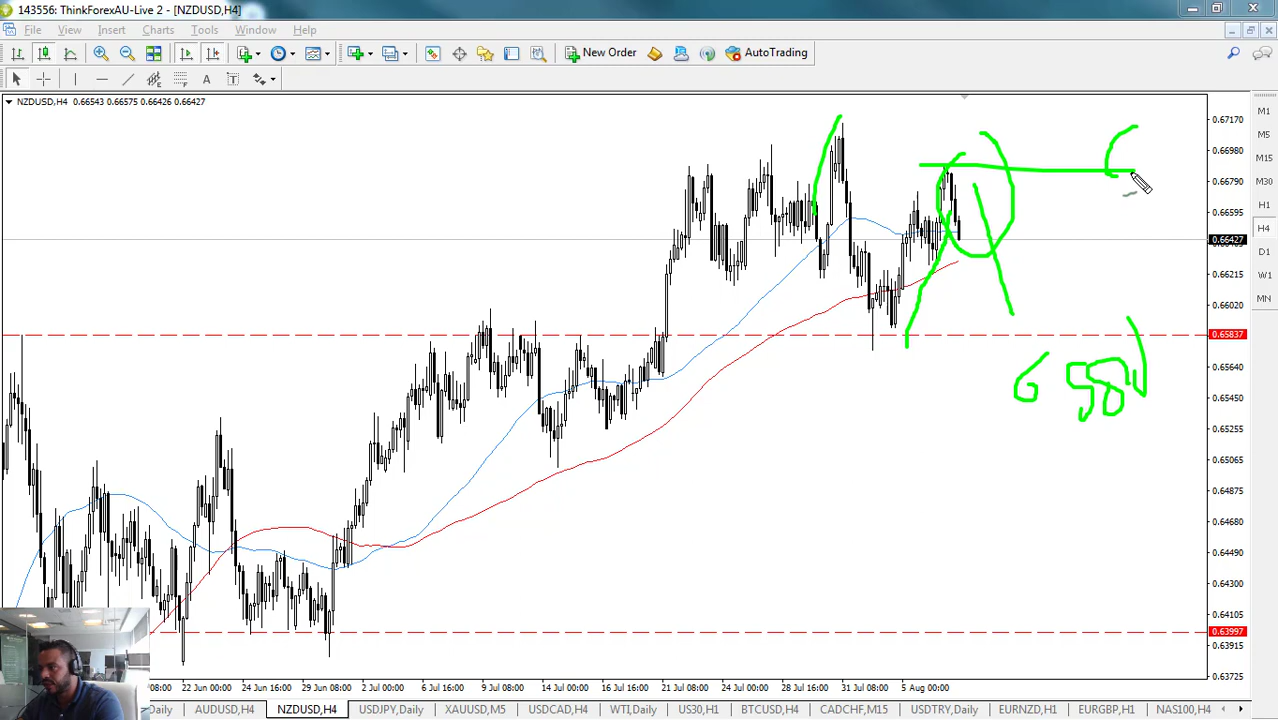 143556: ThinkForexAU-Live 2 - [NZDUSD,H4]
File View Insert Charts Tools Window Help
New Order AutoTrading
A T
NZDUSD,H4 0.66543 0.66575 0.66426 0.66427
M1
M5
M15
M30
H1
H4
D1
W1
MN
0.67170
0.66980
0.66790
0.66595
0.66427
0.66215
0.66020
0.65837
0.65640
0.65450
0.65255
0.65065
0.64875
0.64680
0.64490
0.64300
0.64105
0.63997
0.63915
0.63725
08:00 22 Jun 00:00 24 Jun 16:00 29 Jun 08:00 2 Jul 00:00 6 Jul 16:00 9 Jul 08:00 14 Jul 00:00 16 Jul 16:00 21 Jul 08:00 24 Jul 00:00 28 Jul 16:00 31 Jul 08:00 5 Aug 00:00
Daily AUDUSD,H4 NZDUSD,H4 USDJPY,Daily XAUUSD,M5 USDCAD,H4 WTI,Daily US30,H1 BTCUSD,H4 CADCHF,M15 USDTRY,Daily EURNZD,H1 EURGBP,H1 NAS100,H4